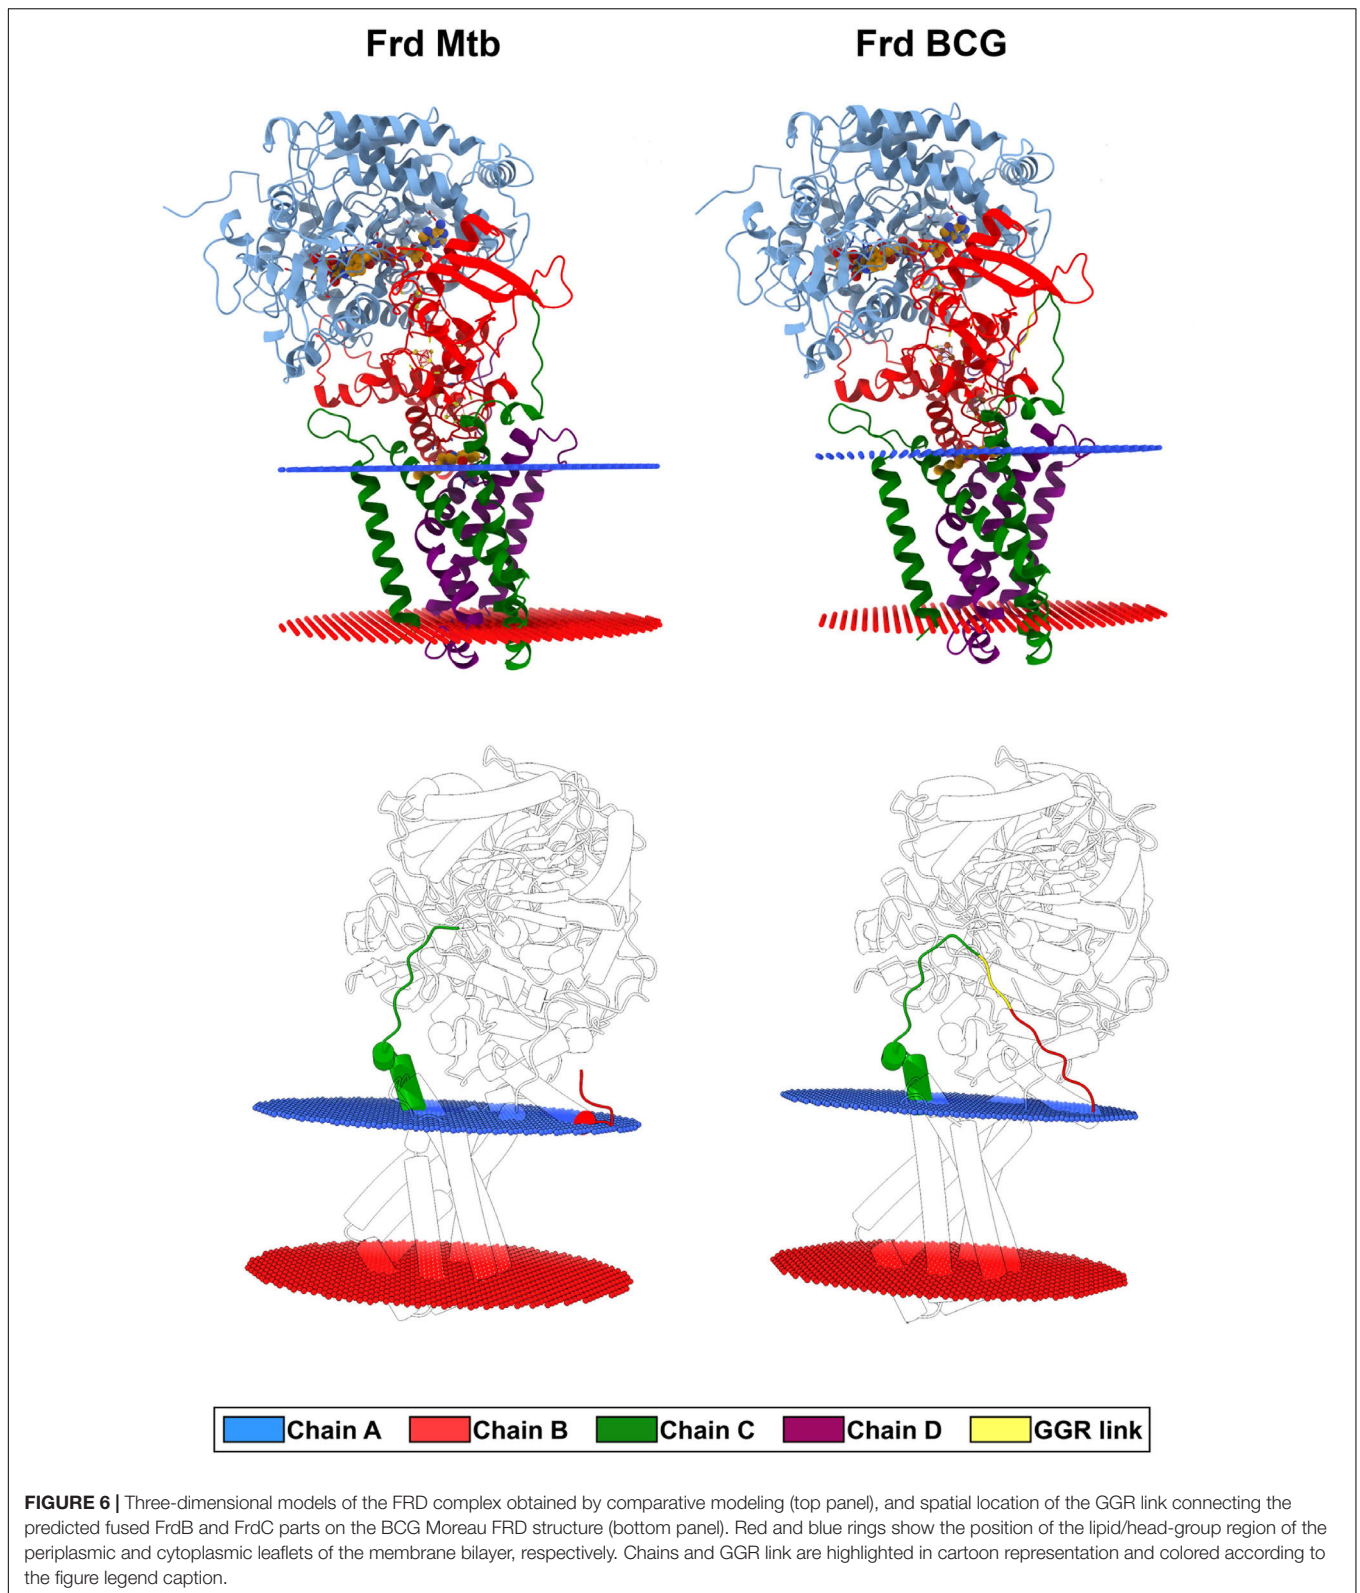 Frd Mtb
Frd BCG
Chain A
Chain B
Chain C
Chain D
GGR link
FIGURE 6 | Three-dimensional models of the FRD complex obtained by comparative modeling (top panel), and spatial location of the GGR link connecting the
predicted fused FrdB and FrdC parts on the BCG Moreau FRD structure (bottom panel). Red and blue rings show the position of the lipid/head-group region of the
periplasmic and cytoplasmic leaflets of the membrane bilayer, respectively. Chains and GGR link are highlighted in cartoon representation and colored according to
the figure legend caption.